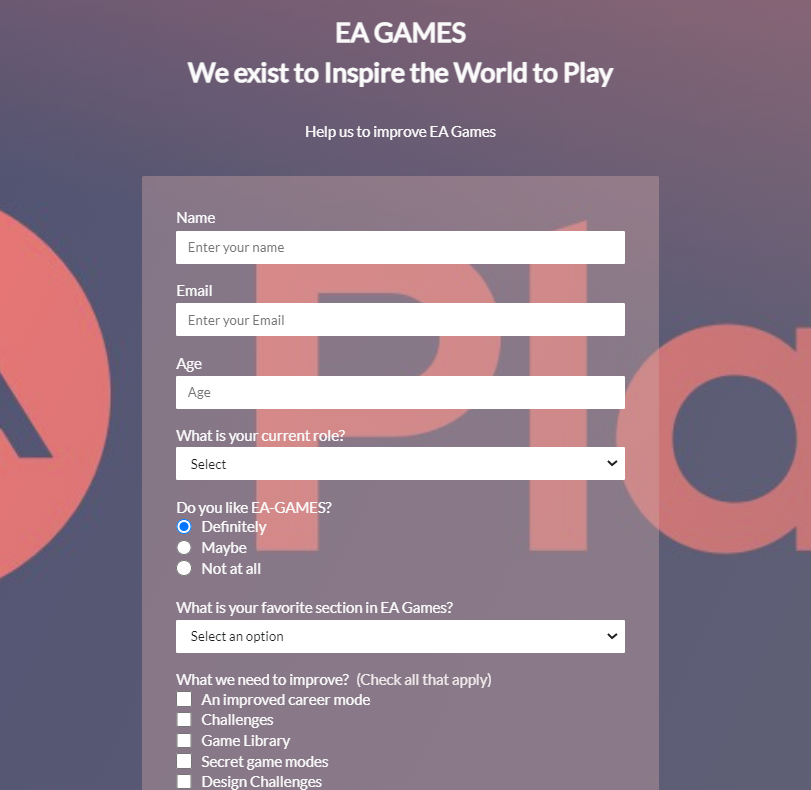 EA GAMES
We exist to Inspire the World to Play
Help us to improve EA Games
Name
Enter your name
Email
Enter your Email
Age
Age
What is your current role?
Select
Do you like EA-GAMES?
Definitely
Maybe
Not at all
What is your favorite section in EA Games?
Select an option
What we need to improve? (Check all that apply)
An improved career mode
Challenges
Game Library
Secret game modes
Design Challenges
Pla